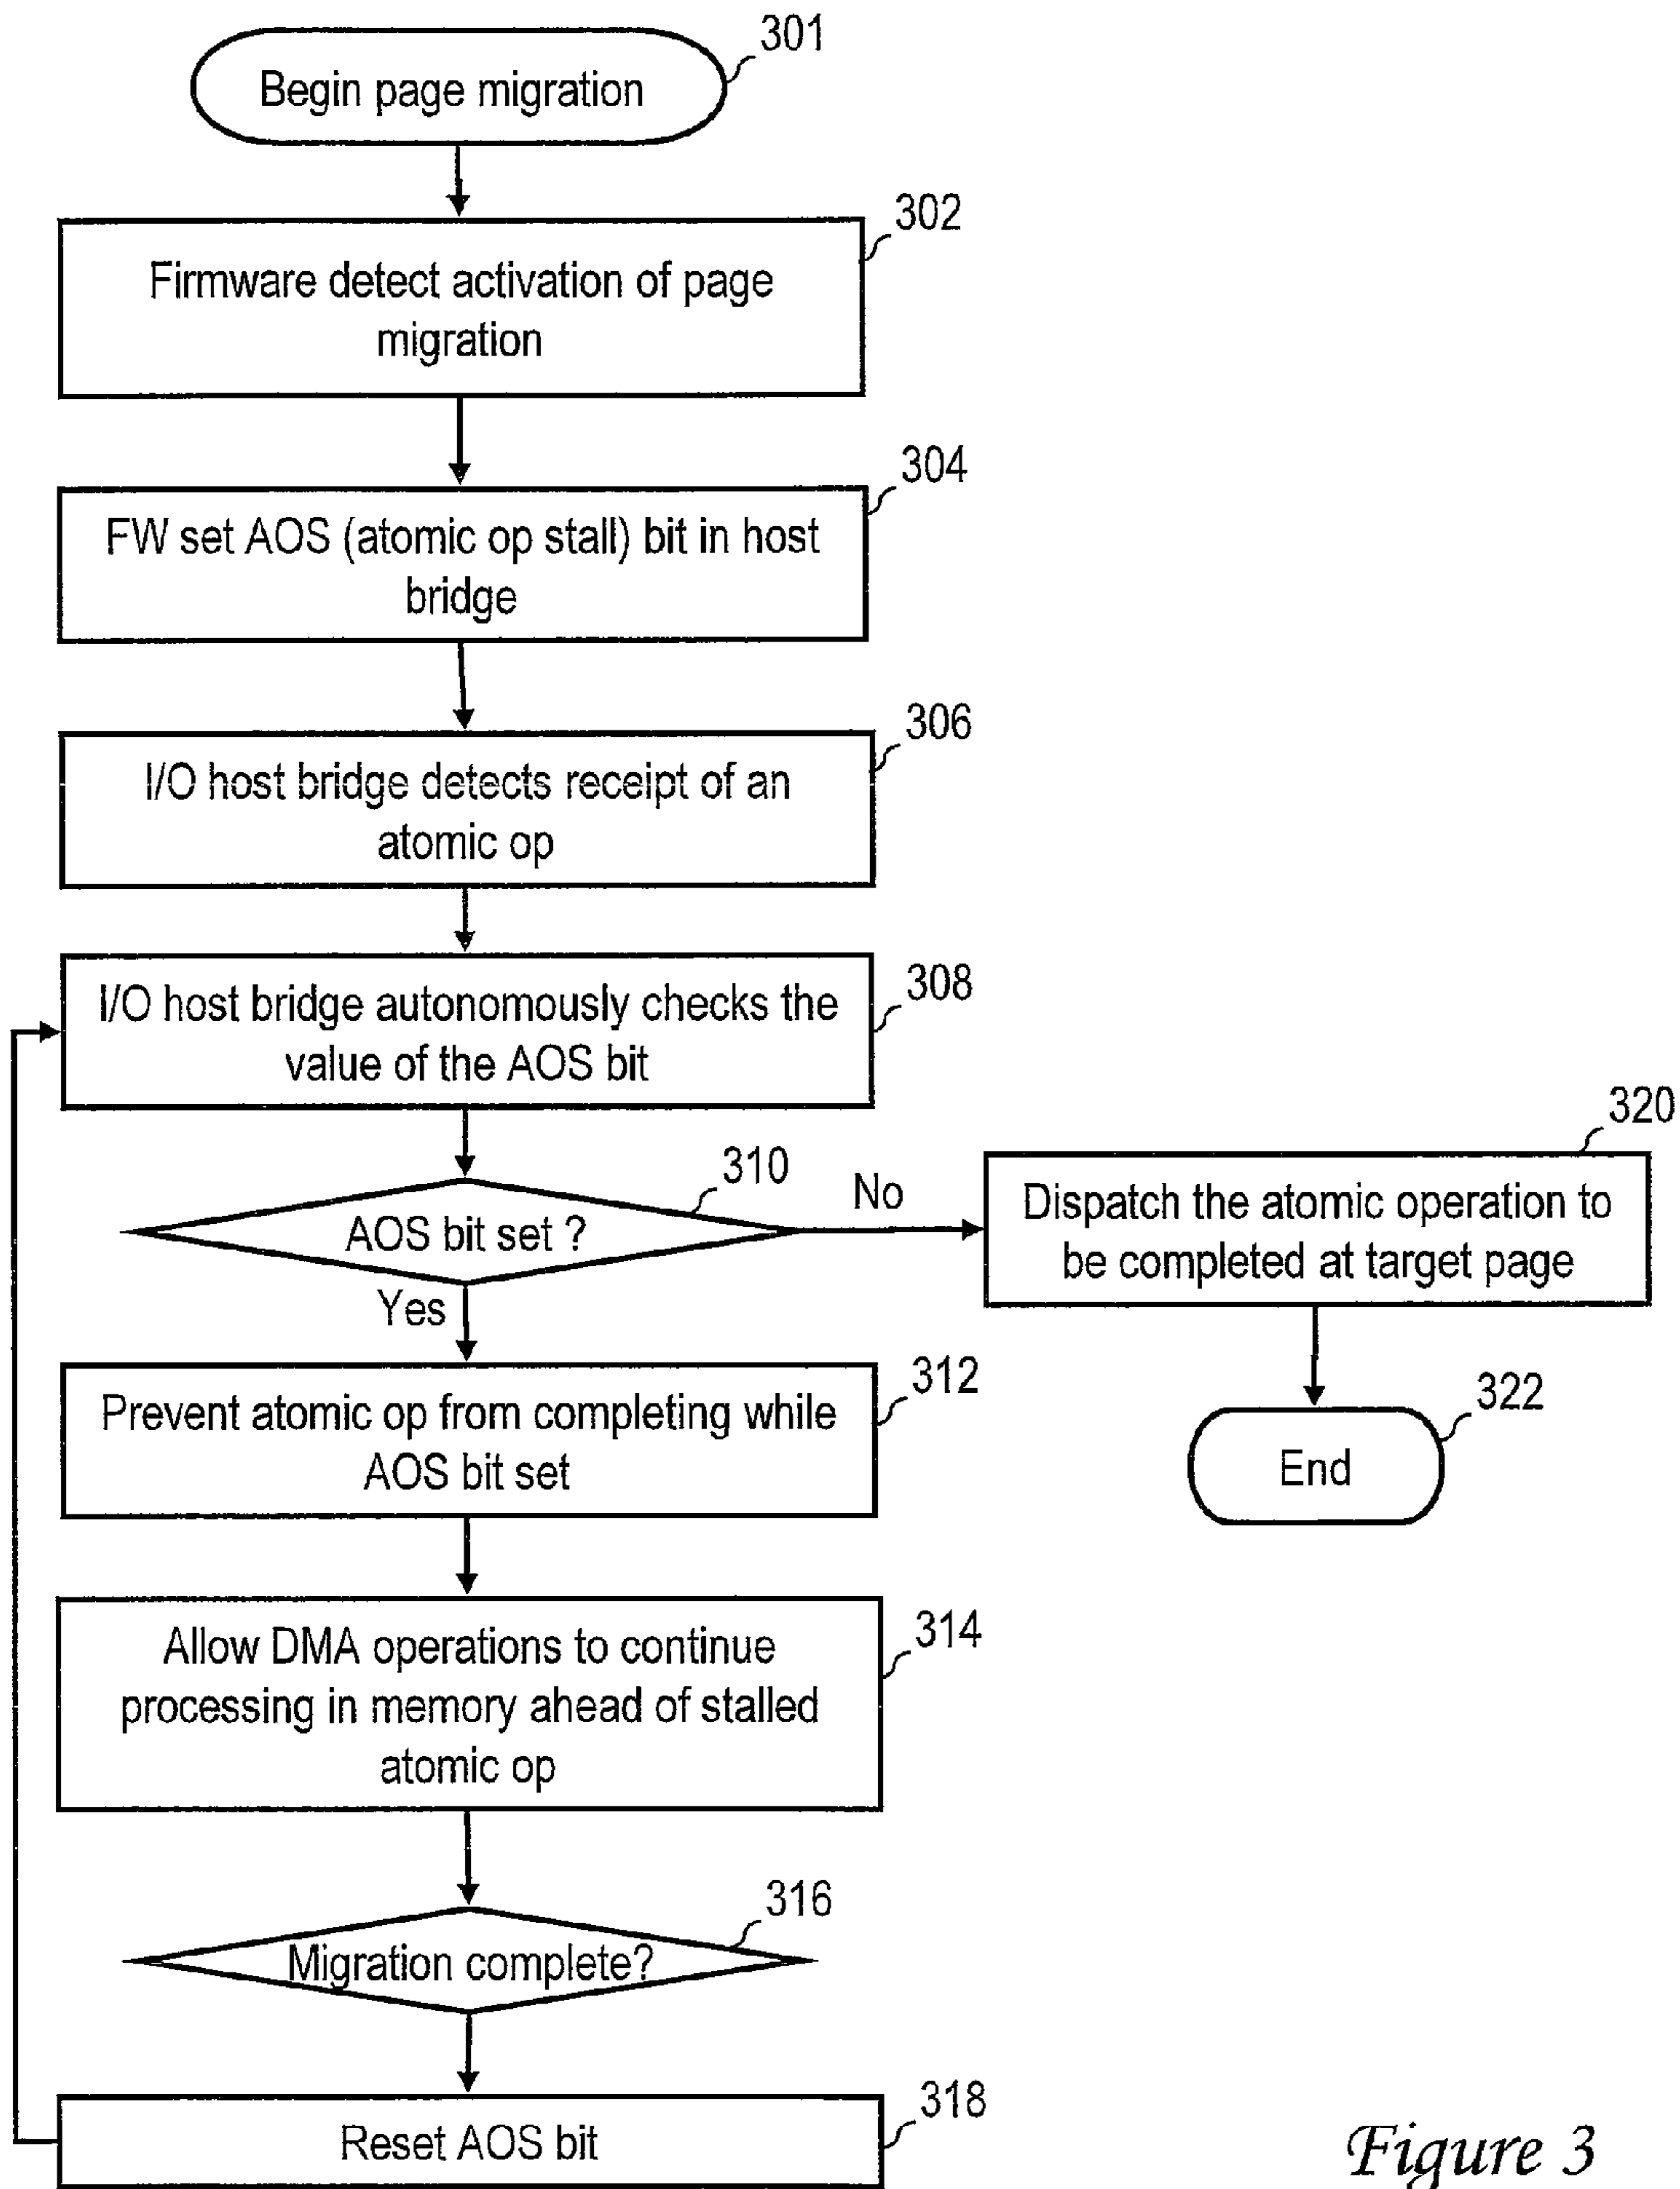 301
Begin page migration
302
Firmware detect activation of page
migration
304
FW set AOS (atomic op stall) bit in host
bridge
306
I/O host bridge detects receipt of an
atomic op
308
I/O host bridge autonomously checks the
value of the AOS bit
310
AOS bit set ?
No
320
Dispatch the atomic operation to
be completed at target page
Yes
312
Prevent atomic op from completing while
AOS bit set
322
End
314
Allow DMA operations to continue
processing in memory ahead of stalled
atomic op
316
Migration complete?
318
Reset AOS bit
Figure 3